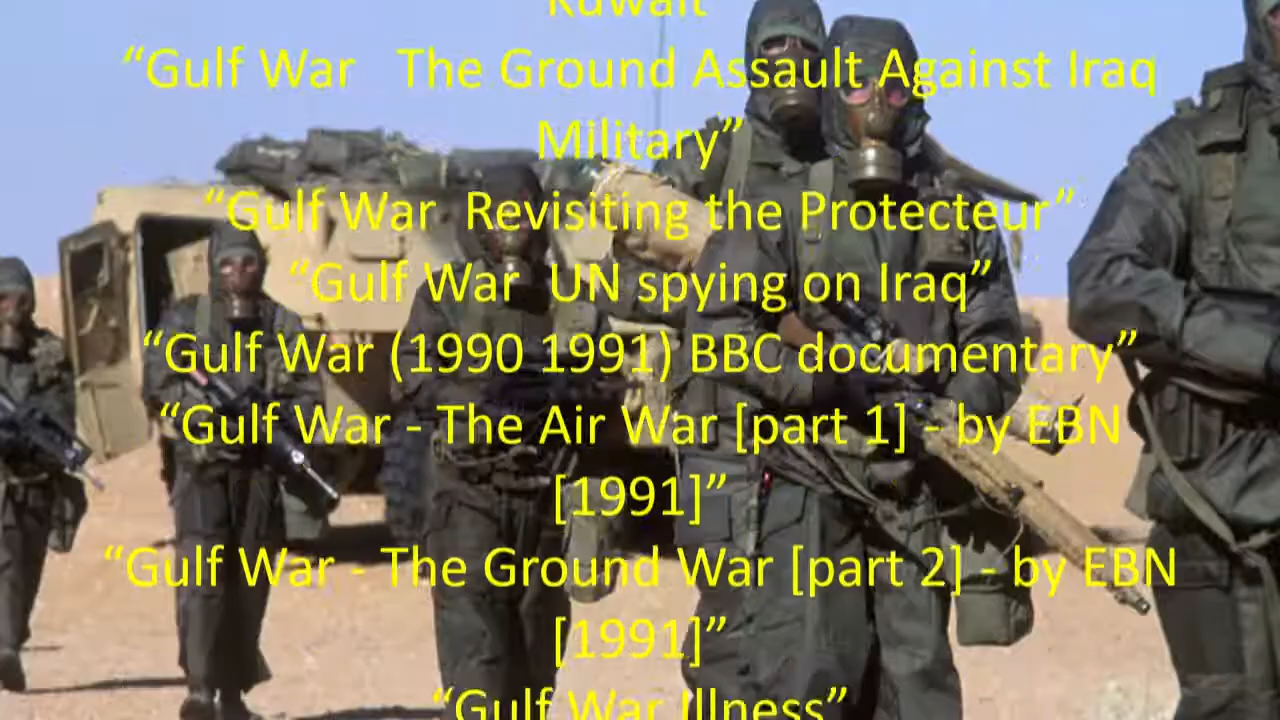 Kuwait
“Gulf War   The Ground Assault Against Iraq
Military”
“Gulf War  Revisiting the Protecteur”
“Gulf War  UN spying on Iraq”
“Gulf War (1990 1991) BBC documentary”
“Gulf War - The Air War [part 1] - by EBN
[1991]”
“Gulf War - The Ground War [part 2] - by EBN
[1991]”
“Gulf War Illness”